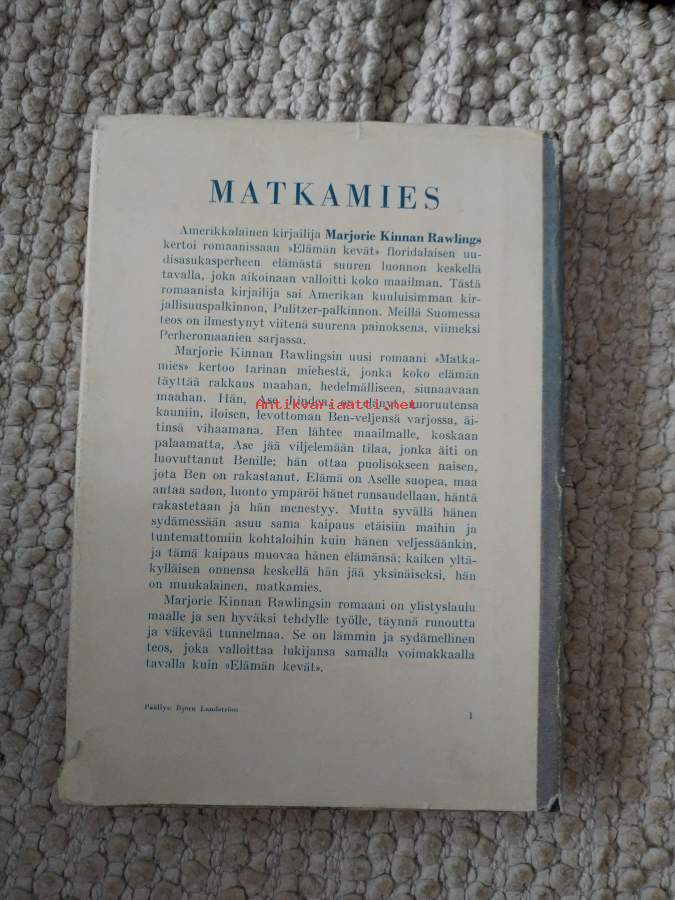 MATKAMIES
Amerikkalainen kirjailija Marjorie Kinnan Rawlings
kertoi romaanissaan »Elämän kevät» floridalaisen uu-
disasukasperheen elämästä suuren luonnon keskellä
tavalla, joka aikoinaan valloitti koko maailman. Tästä
romaanista kirjailija sai Amerikan kuuluisimman kir-
jallisuuspalkinnon, Pulitzer-palkinnon. Meillä Suomessa
teos on ilmestynyt viitenä suurena painoksena, viimeksi
Perheromaanien sarjassa.
Marjorie Kinnan Rawlingsin uusi romaani »Matka-
mies» kertoo tarinan miehestä, jonka koko elämän
täyttää rakkaus maahan, hedelmälliseen, siunaavaan
maahan. Hän, Ase Linden, on elänyt nuoruutensa
Antikvariaatti.net
kauniin, iloisen, levottoman Ben-veljensä varjossa, äi-
tinsä vihaamana. Ben lähtee maailmalle, koskaan
palaamatta, Ase jää viljelemään tilaa, jonka äiti on
luovuttanut Benille; hän ottaa puolisokseen naisen,
jota Ben on rakastanut. Elämä on Aselle suopea, maa
antaa sadon, luonto ympäröi hänet runsaudellaan, häntä
rakastetaan ja hän menestyy. Mutta syvällä hänen
sydämessään asuu sama kaipaus etäisiin maihin ja
tuntemattomiin kohtaloihin kuin hänen veljessäänkin,
ja tämä kaipaus muovaa hänen elämänsä; kaiken yltä-
kylläisen onnensa keskellä hän jää yksinäiseksi, hän
on muukalainen, matkamies.
Marjorie Kinnan Rawlingsin romaani on ylistyslaulu
maalle ja sen hyväksi tehdylle työlle, täynnä runoutta
ja väkevää tunnelmaa. Se on lämmin ja sydämellinen
teos, joka valloittaa lukijansa samalla voimakkaalla
tavalla kuin »Elämän kevät».
Päällys: Björn Landström
1